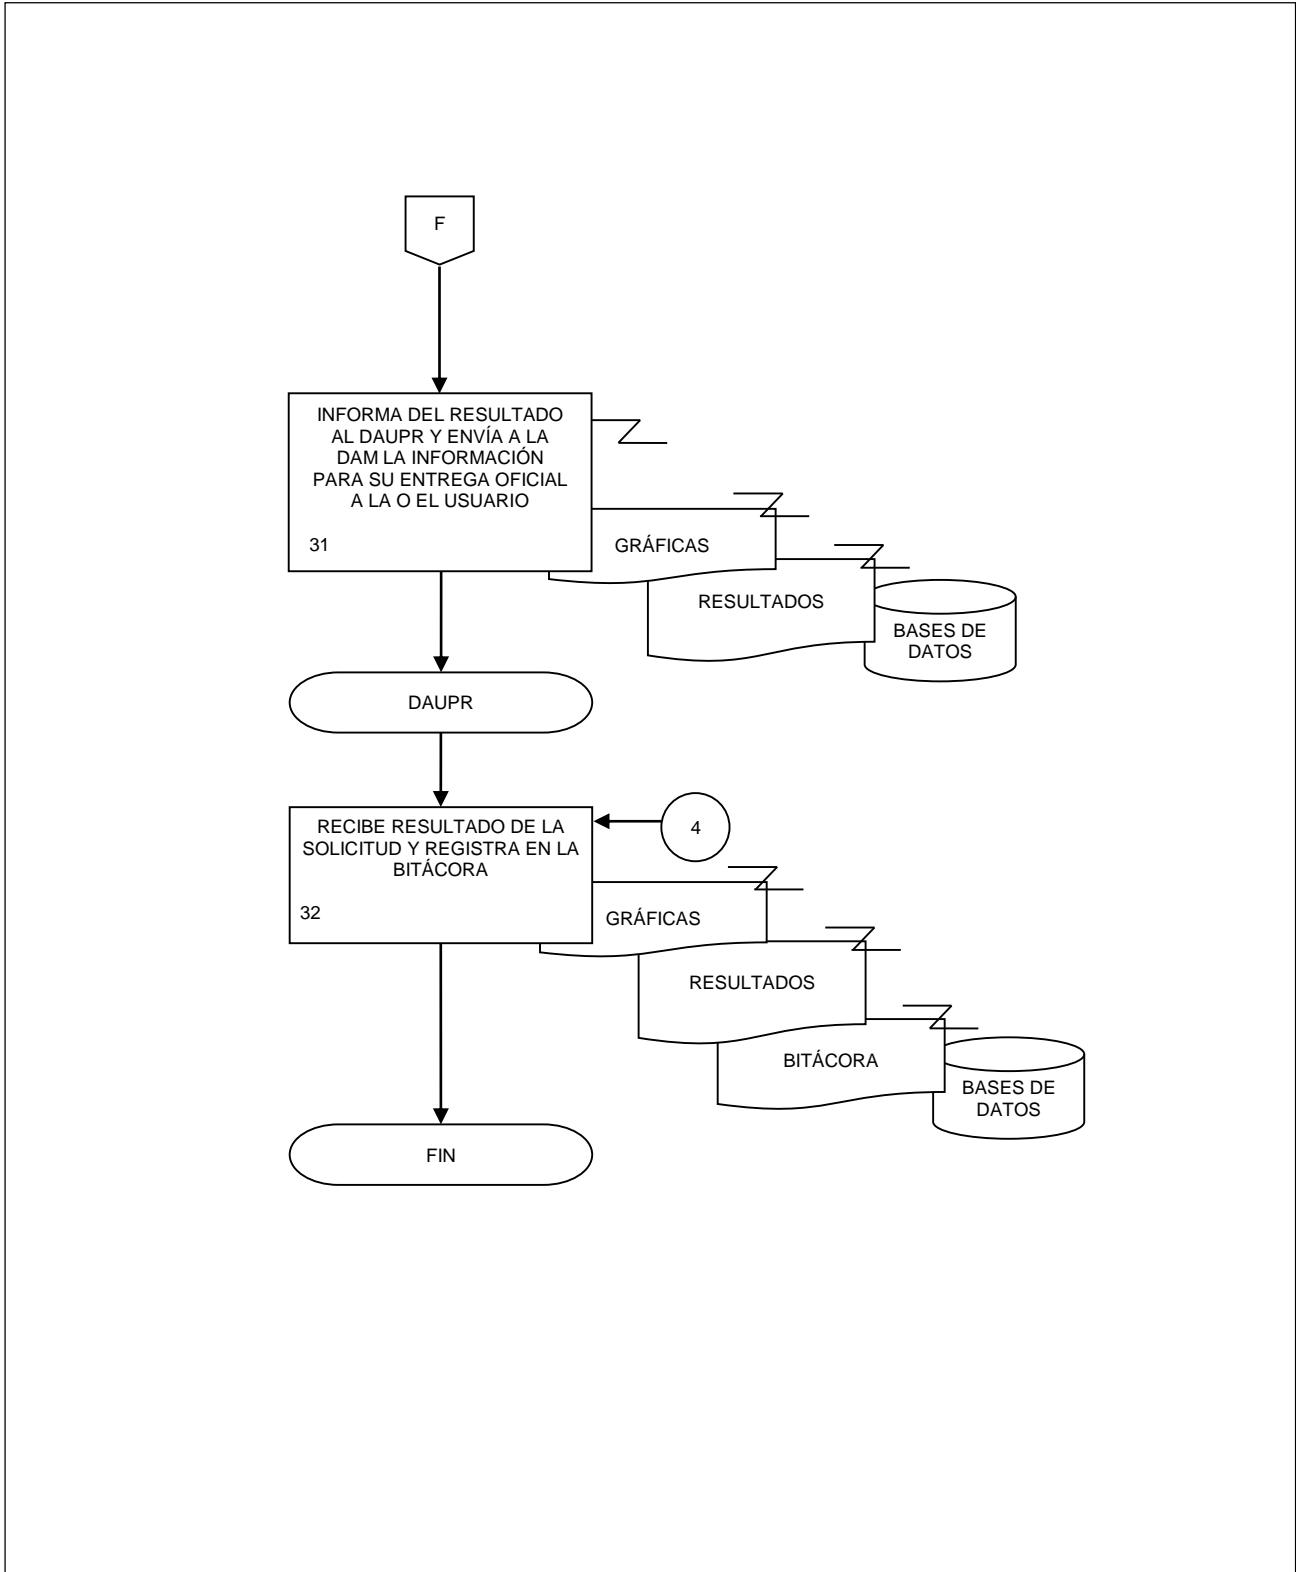 F
INFORMA DEL RESULTADO
AL DAUPR Y ENVÍA A LA
DAM LA INFORMACIÓN
PARA SU ENTREGA OFICIAL
A LA O EL USUARIO
31
GRÁFICAS
RESULTADOS
BASES DE
DATOS
DAUPR
RECIBE RESULTADO DE LA
SOLICITUD Y REGISTRA EN LA
BITÁCORA
32
4
GRÁFICAS
RESULTADOS
BITÁCORA
BASES DE
DATOS
FIN